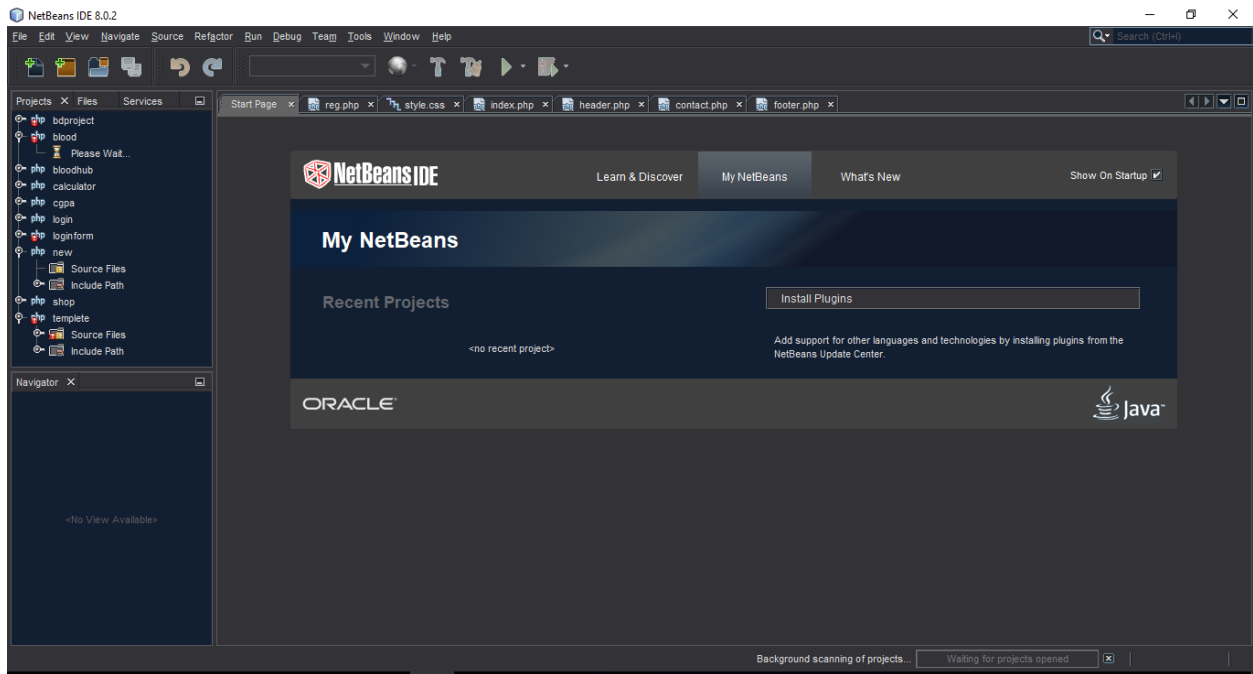 NetBeans IDE 8.0.2
File Edit View Navigate Source Refactor Run Debug Team Tools Window Help
Search (Ctrl+I)
Projects Files Services
Start Page reg.php style.css index.php header.php contact.php footer.php
bdproject
blood
Please Wait...
bloodhub
calculator
cgpa
login
loginform
new
Source Files
Include Path
shop
templete
Source Files
Include Path
Navigator
<No View Available>
NetBeans IDE
Learn & Discover
My NetBeans
What's New
Show On Startup
My NetBeans
Recent Projects
<no recent project>
Install Plugins
Add support for other languages and technologies by installing plugins from the
NetBeans Update Center.
ORACLE
Java
Background scanning of projects...
Waiting for projects opened